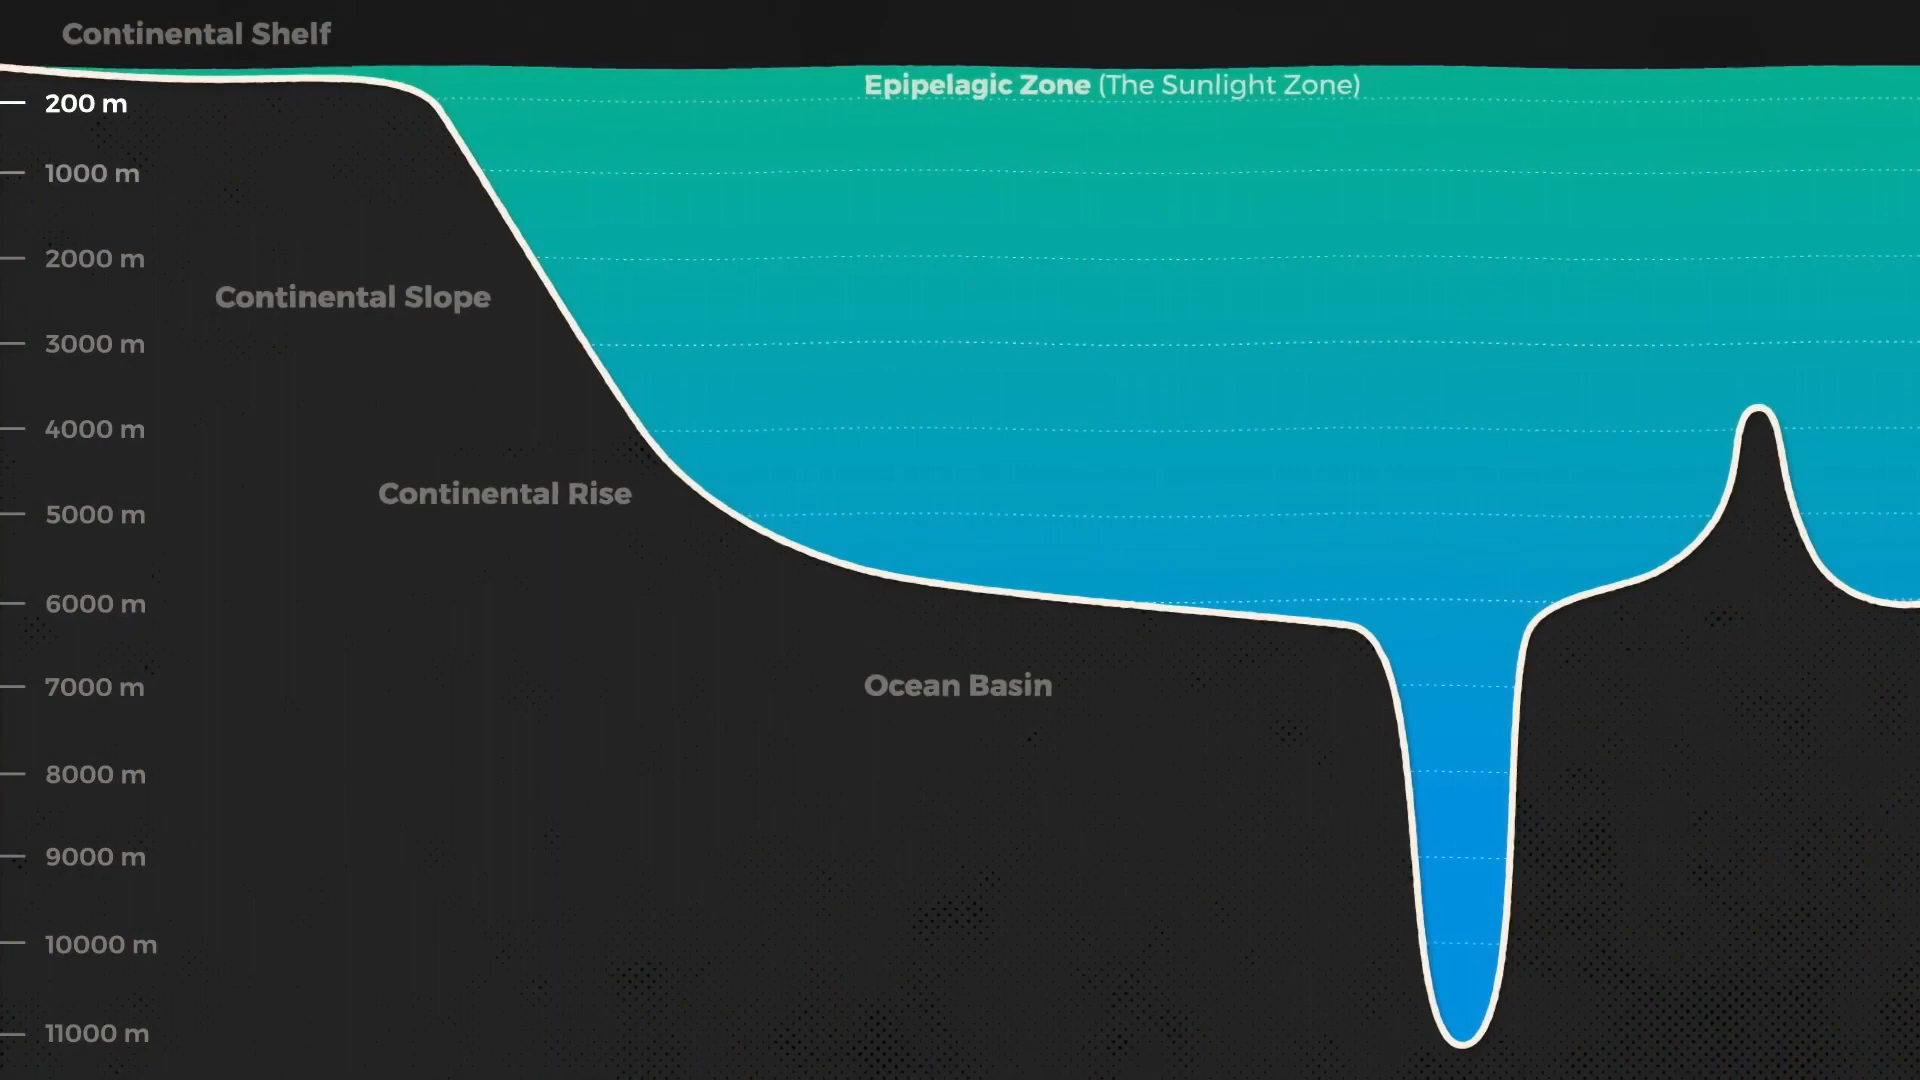 Continental Shelf
Epipelagic Zone (The Sunlight Zone)
200 m
1000 m
2000 m
Continental Slope
3000 m
4000 m
Continental Rise
5000 m
6000 m
Ocean Basin
7000 m
8000 m
9000 m
10000 m
11000 m